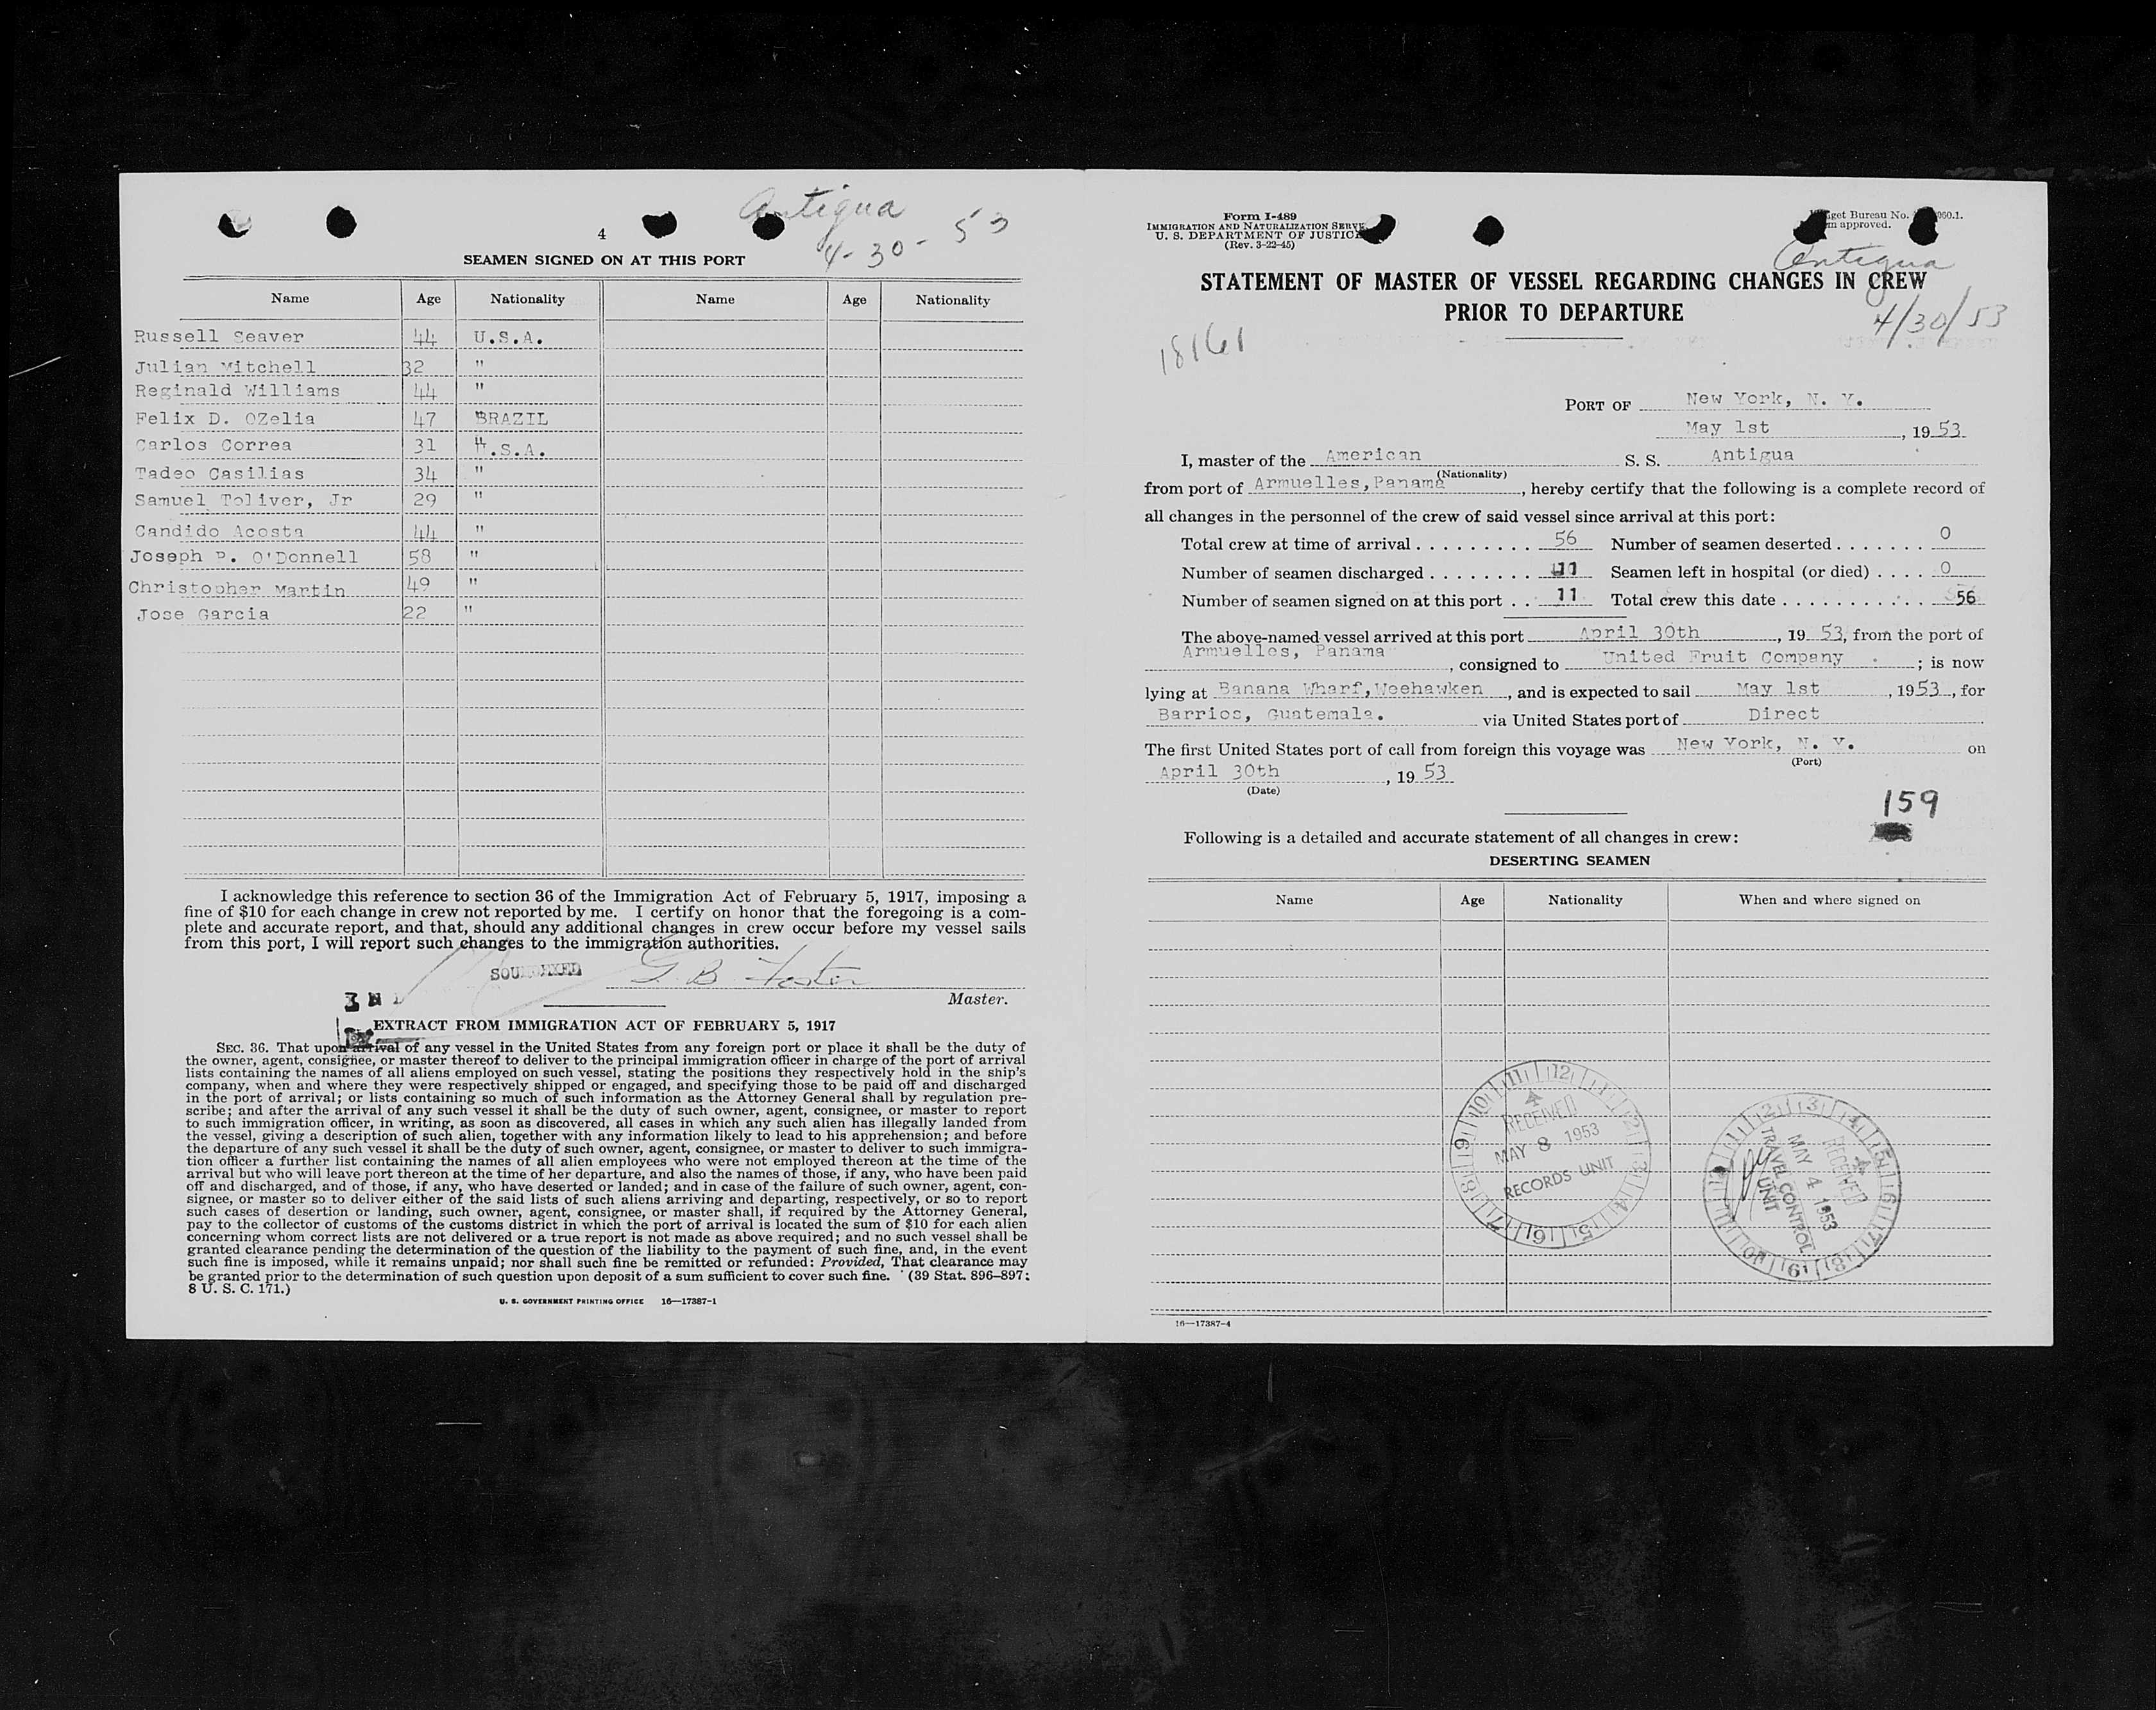 Antigua
4-30-53
4
SEAMEN SIGNED ON AT THIS PORT
Name Age Nationality Name Age Nationality
Russell Seaver 44 U.S.A.
Julian Mitchell 32 "
Reginald Williams 44 "
Felix D. OZelia 47 BRAZIL
Carlos Correa 31 U.S.A.
Tadeo Casilias 34 "
Samuel Toliver, Jr 29 "
Candido Acosta 44 "
Joseph P. O'Donnell 58 "
Christopher Martin 49 "
Jose Garcia 22 "
I acknowledge this reference to section 36 of the Immigration Act of February 5, 1917, imposing a
fine of $10 for each change in crew not reported by me. I certify on honor that the foregoing is a com-
plete and accurate report, and that, should any additional changes in crew occur before my vessel sails
from this port, I will report such changes to the immigration authorities.
G B Foster
Master.
EXTRACT FROM IMMIGRATION ACT OF FEBRUARY 5, 1917
SEC. 36. That upon arrival of any vessel in the United States from any foreign port or place it shall be the duty of
the owner, agent, consignee, or master thereof to deliver to the principal immigration officer in charge of the port of arrival
lists containing the names of all aliens employed on such vessel, stating the positions they respectively hold in the ship's
company, when and where they were respectively shipped or engaged, and specifying those to be paid off and discharged
in the port of arrival; or lists containing so much of such information as the Attorney General shall by regulation pre-
scribe; and after the arrival of any such vessel it shall be the duty of such owner, agent, consignee, or master to report
to such immigration officer, in writing, as soon as discovered, all cases in which any such alien has illegally landed from
the vessel, giving a description of such alien, together with any information likely to lead to his apprehension; and before
the departure of any such vessel it shall be the duty of such owner, agent, consignee, or master to deliver to such immigra-
tion officer a further list containing the names of all alien employees who were not employed thereon at the time of the
arrival but who will leave port thereon at the time of her departure, and also the names of those, if any, who have been paid
off and discharged, and of those, if any, who have deserted or landed; and in case of the failure of such owner, agent, con-
signee, or master so to deliver either of the said lists of such aliens arriving and departing, respectively, or so to report
such cases of desertion or landing, such owner, agent, consignee, or master shall, if required by the Attorney General,
pay to the collector of customs of the customs district in which the port of arrival is located the sum of $10 for each alien
concerning whom correct lists are not delivered or a true report is not made as above required; and no such vessel shall be
granted clearance pending the determination of the question of the liability to the payment of such fine, and, in the event
such fine is imposed, while it remains unpaid; nor shall such fine be remitted or refunded: Provided, That clearance may
be granted prior to the determination of such question upon deposit of a sum sufficient to cover such fine. (39 Stat. 896-897;
8 U. S. C. 171.)
U. S. GOVERNMENT PRINTING OFFICE 16—17387-1
Form I-489
IMMIGRATION AND NATURALIZATION
U. S. DEPARTMENT OF JUSTICE
(Rev. 3-22-45)
Bureau No.
approved.
Antigua
4/30/53
STATEMENT OF MASTER OF VESSEL REGARDING CHANGES IN CREW
PRIOR TO DEPARTURE
18161
PORT OF New York, N. Y.
May 1st, 1953
I, master of the American S. S. Antigua
(Nationality)
from port of Armuelles, Panama, hereby certify that the following is a complete record of
all changes in the personnel of the crew of said vessel since arrival at this port:
Total crew at time of arrival . . . . . . . . . 56 Number of seamen deserted . . . . . . . 0
Number of seamen discharged . . . . . . . . 11 Seamen left in hospital (or died) . . . . 0
Number of seamen signed on at this port . . 11 Total crew this date . . . . . . . . . . . . 56
The above-named vessel arrived at this port April 30th, 1953, from the port of
Armuelles, Panama, consigned to United Fruit Company; is now
lying at Banana Wharf, Weehawken, and is expected to sail May 1st, 1953, for
Barrios, Guatemala. via United States port of Direct
The first United States port of call from foreign this voyage was New York, N. Y. on
(Port)
April 30th, 1953
(Date)
159
Following is a detailed and accurate statement of all changes in crew:
DESERTING SEAMEN
Name Age Nationality When and where signed on
RECEIVED
MAY 8 1953
RECORDS UNIT
RECEIVED
MAY 4 1953
TRAVEL CONTROL
UNIT
16—17387-4